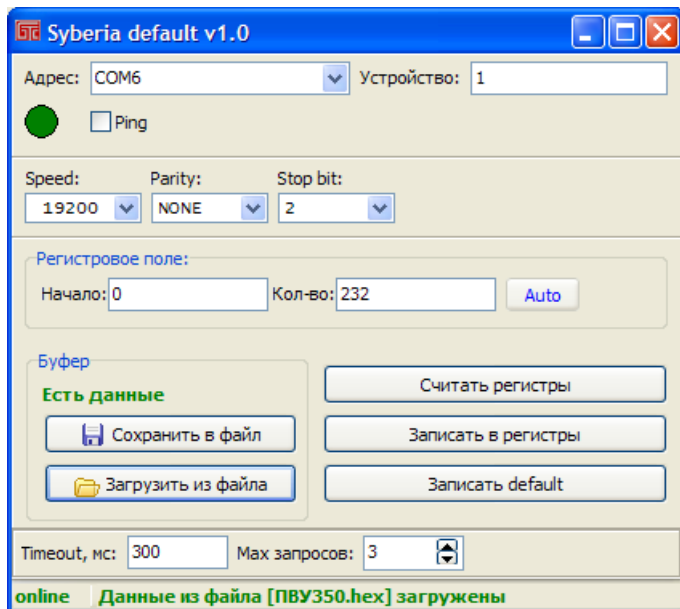 БТС Syberia default v1.0
Адрес: COM6 Устройство: 1
Ping
Speed: Parity: Stop bit:
19200 NONE 2
Регистровое поле:
Начало: 0 Кол-во: 232 Auto
Буфер
Есть данные
Считать регистры
Сохранить в файл Записать в регистры
Загрузить из файла Записать default
Timeout, мс: 300 Max запросов: 3
online Данные из файла [ПВУ350.hex] загружены